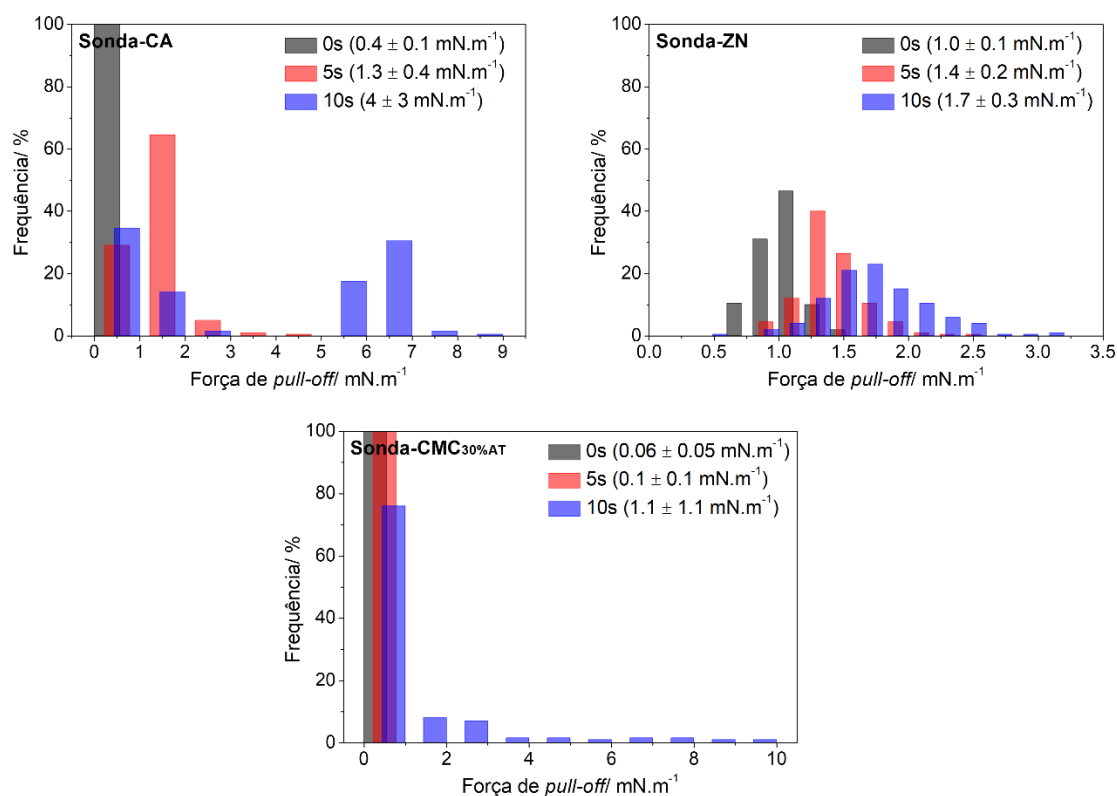 Sonda-CA
0s (0.4 ± 0.1 mN.m⁻¹)
5s (1.3 ± 0.4 mN.m⁻¹)
10s (4 ± 3 mN.m⁻¹)
100
80
60
40
20
0
Frequência/ %
0 1 2 3 4 5 6 7 8 9
Força de pull-off/ mN.m⁻¹
Sonda-ZN
0s (1.0 ± 0.1 mN.m⁻¹)
5s (1.4 ± 0.2 mN.m⁻¹)
10s (1.7 ± 0.3 mN.m⁻¹)
100
80
60
40
20
0
Frequência/ %
0.0 0.5 1.0 1.5 2.0 2.5 3.0 3.5
Força de pull-off/ mN.m⁻¹
Sonda-CMC30%AT
0s (0.06 ± 0.05 mN.m⁻¹)
5s (0.1 ± 0.1 mN.m⁻¹)
10s (1.1 ± 1.1 mN.m⁻¹)
100
80
60
40
20
0
Frequência/ %
0 2 4 6 8 10
Força de pull-off/ mN.m⁻¹